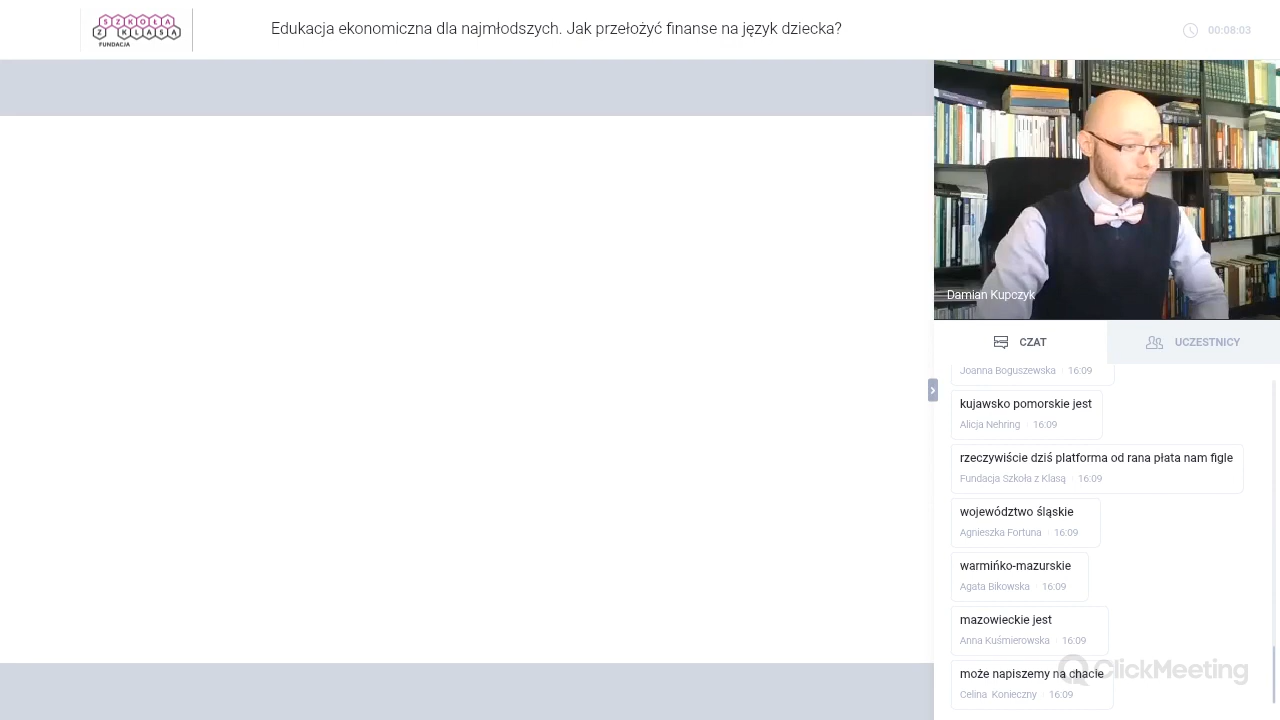 SZKOŁA
Z KLASĄ
FUNDACJA
Edukacja ekonomiczna dla najmłodszych. Jak przełożyć finanse na język dziecka?
00:08:03
Damian Kupczyk
CZAT
UCZESTNICY
Joanna Boguszewska 16:09
kujawsko pomorskie jest
Alicja Nehring 16:09
rzeczywiście dziś platforma od rana płata nam figle
Fundacja Szkoła z Klasą 16:09
województwo śląskie
Agnieszka Fortuna 16:09
warmińko-mazurskie
Agata Bikowska 16:09
mazowieckie jest
Anna Kuśmierowska 16:09
może napiszemy na chacie
Celina Konieczny 16:09
ClickMeeting